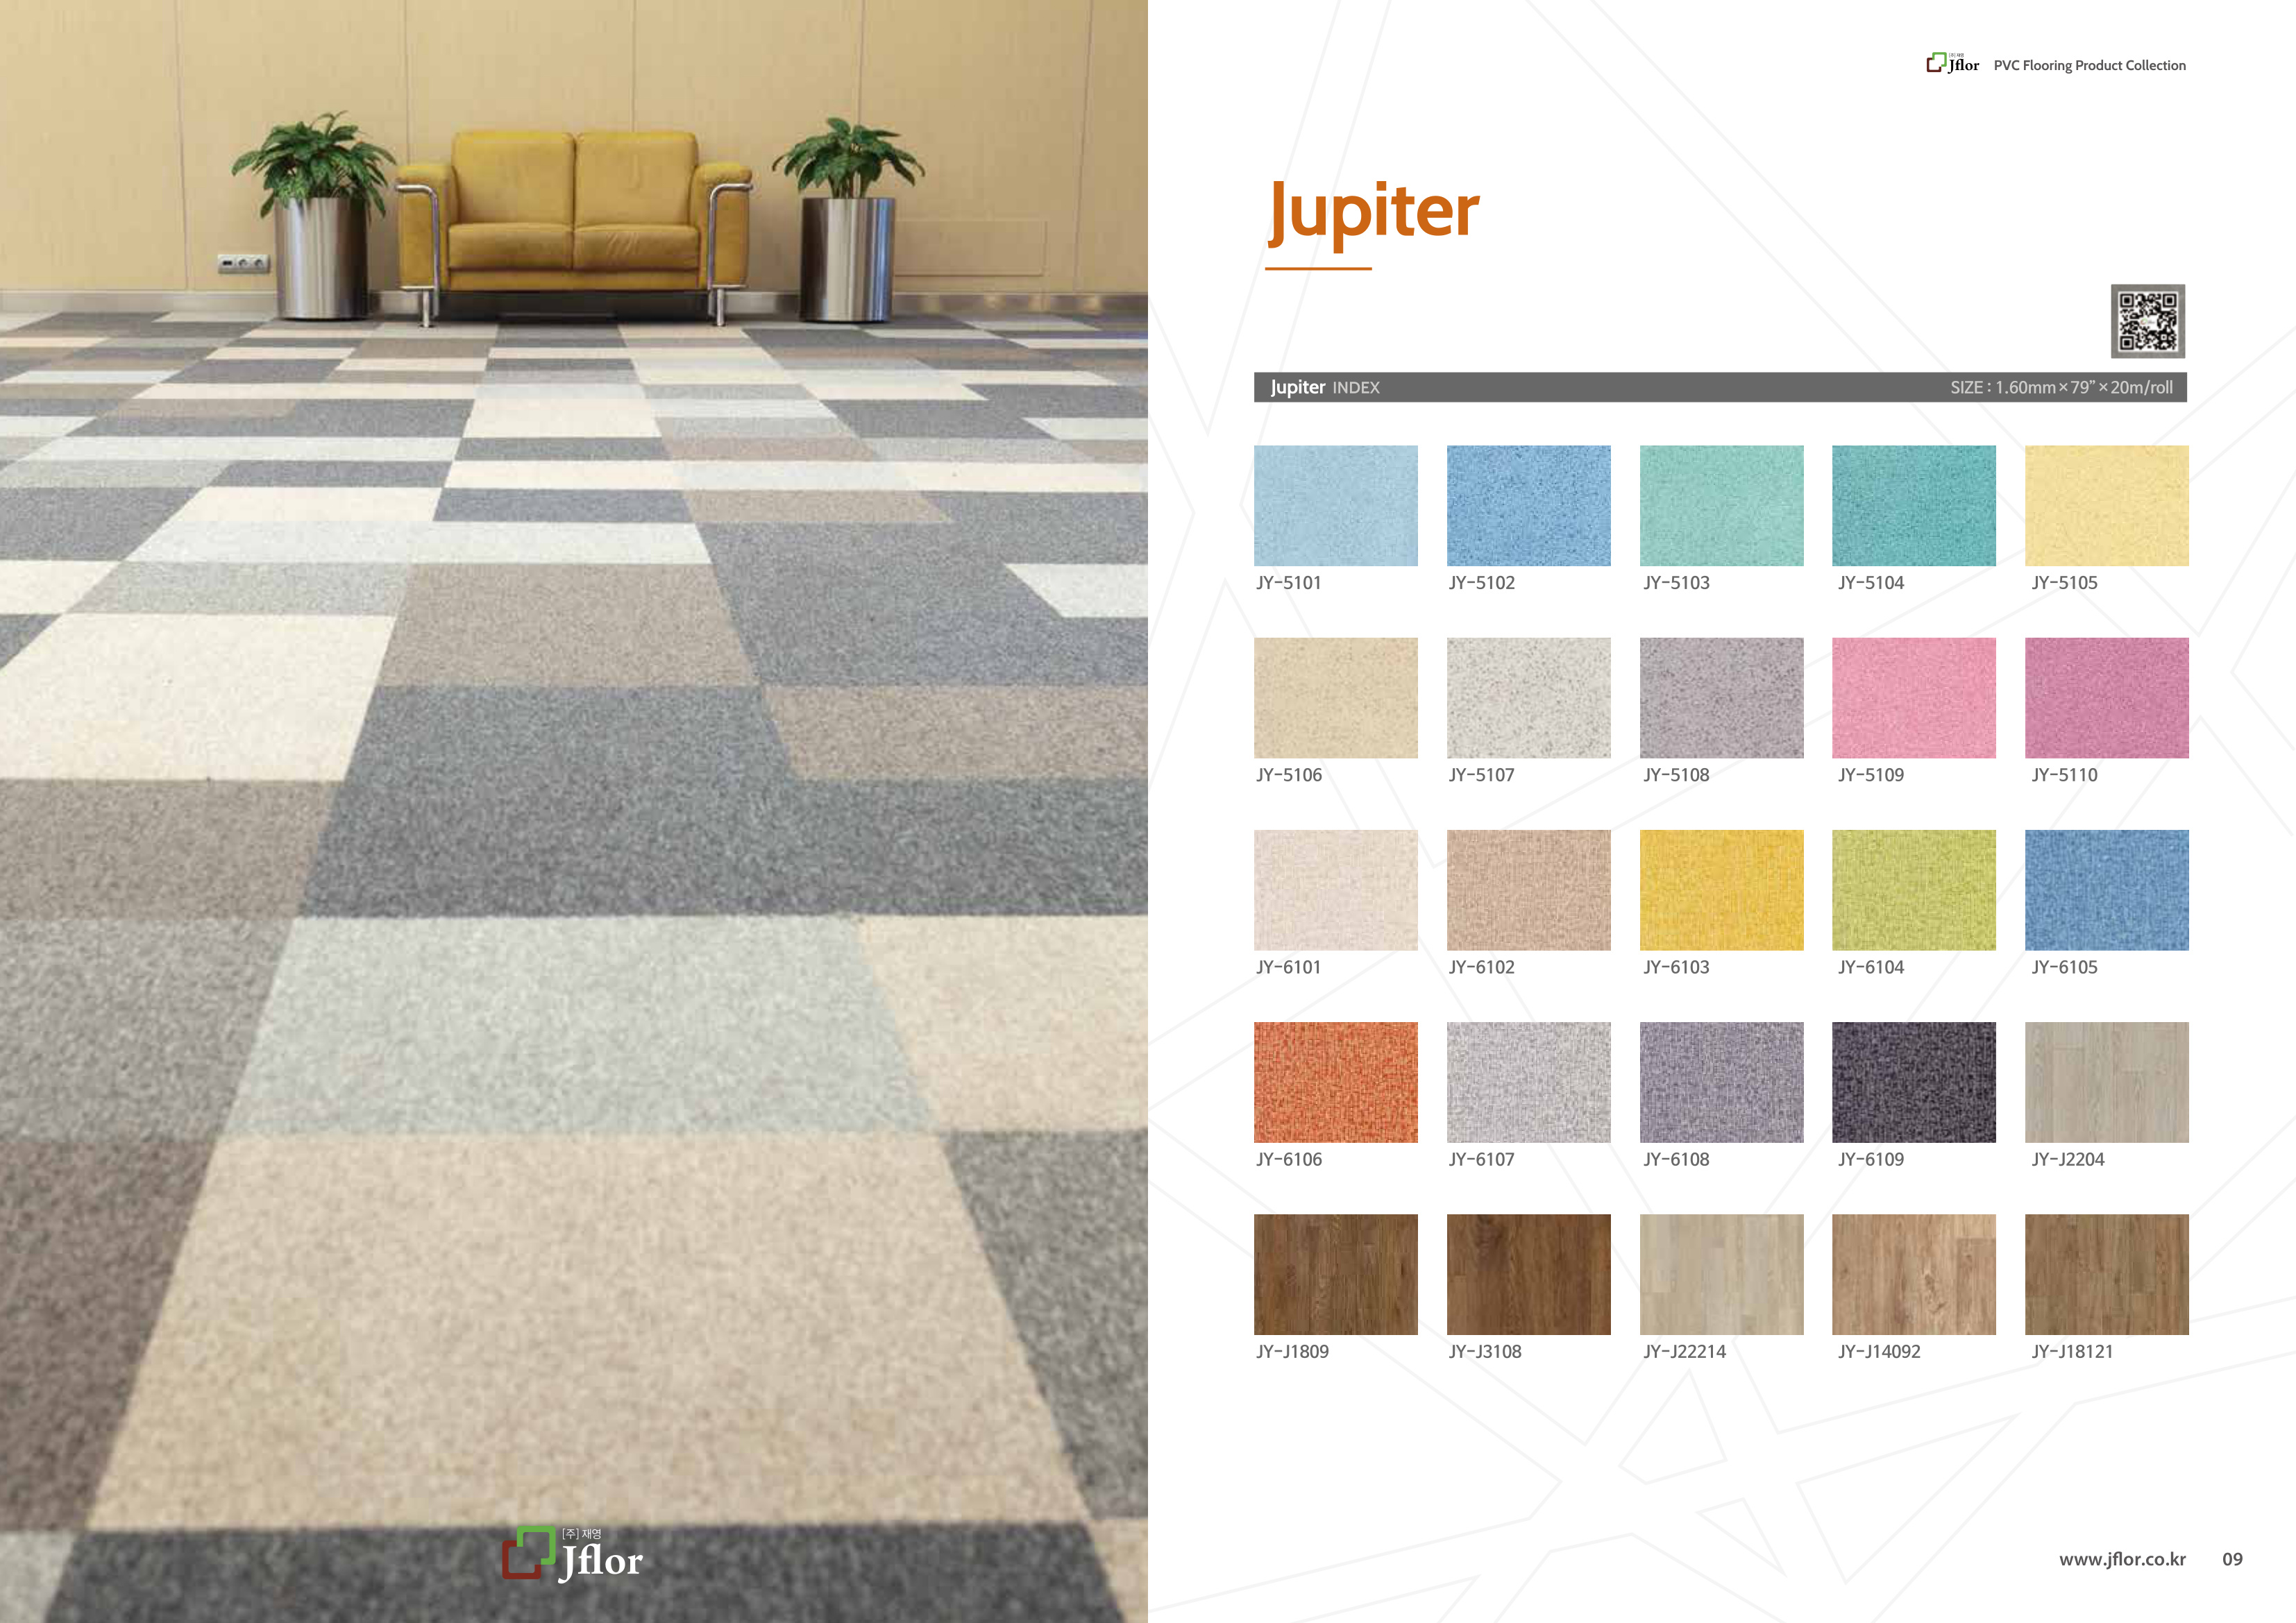 [주] 재영
Jflor
Jflor PVC Flooring Product Collection
Jupiter
Jupiter INDEX SIZE : 1.60mm × 79” × 20m/roll
JY-5101 JY-5102 JY-5103 JY-5104 JY-5105
JY-5106 JY-5107 JY-5108 JY-5109 JY-5110
JY-6101 JY-6102 JY-6103 JY-6104 JY-6105
JY-6106 JY-6107 JY-6108 JY-6109 JY-J2204
JY-J1809 JY-J3108 JY-J22214 JY-J14092 JY-J18121
www.jflor.co.kr 09